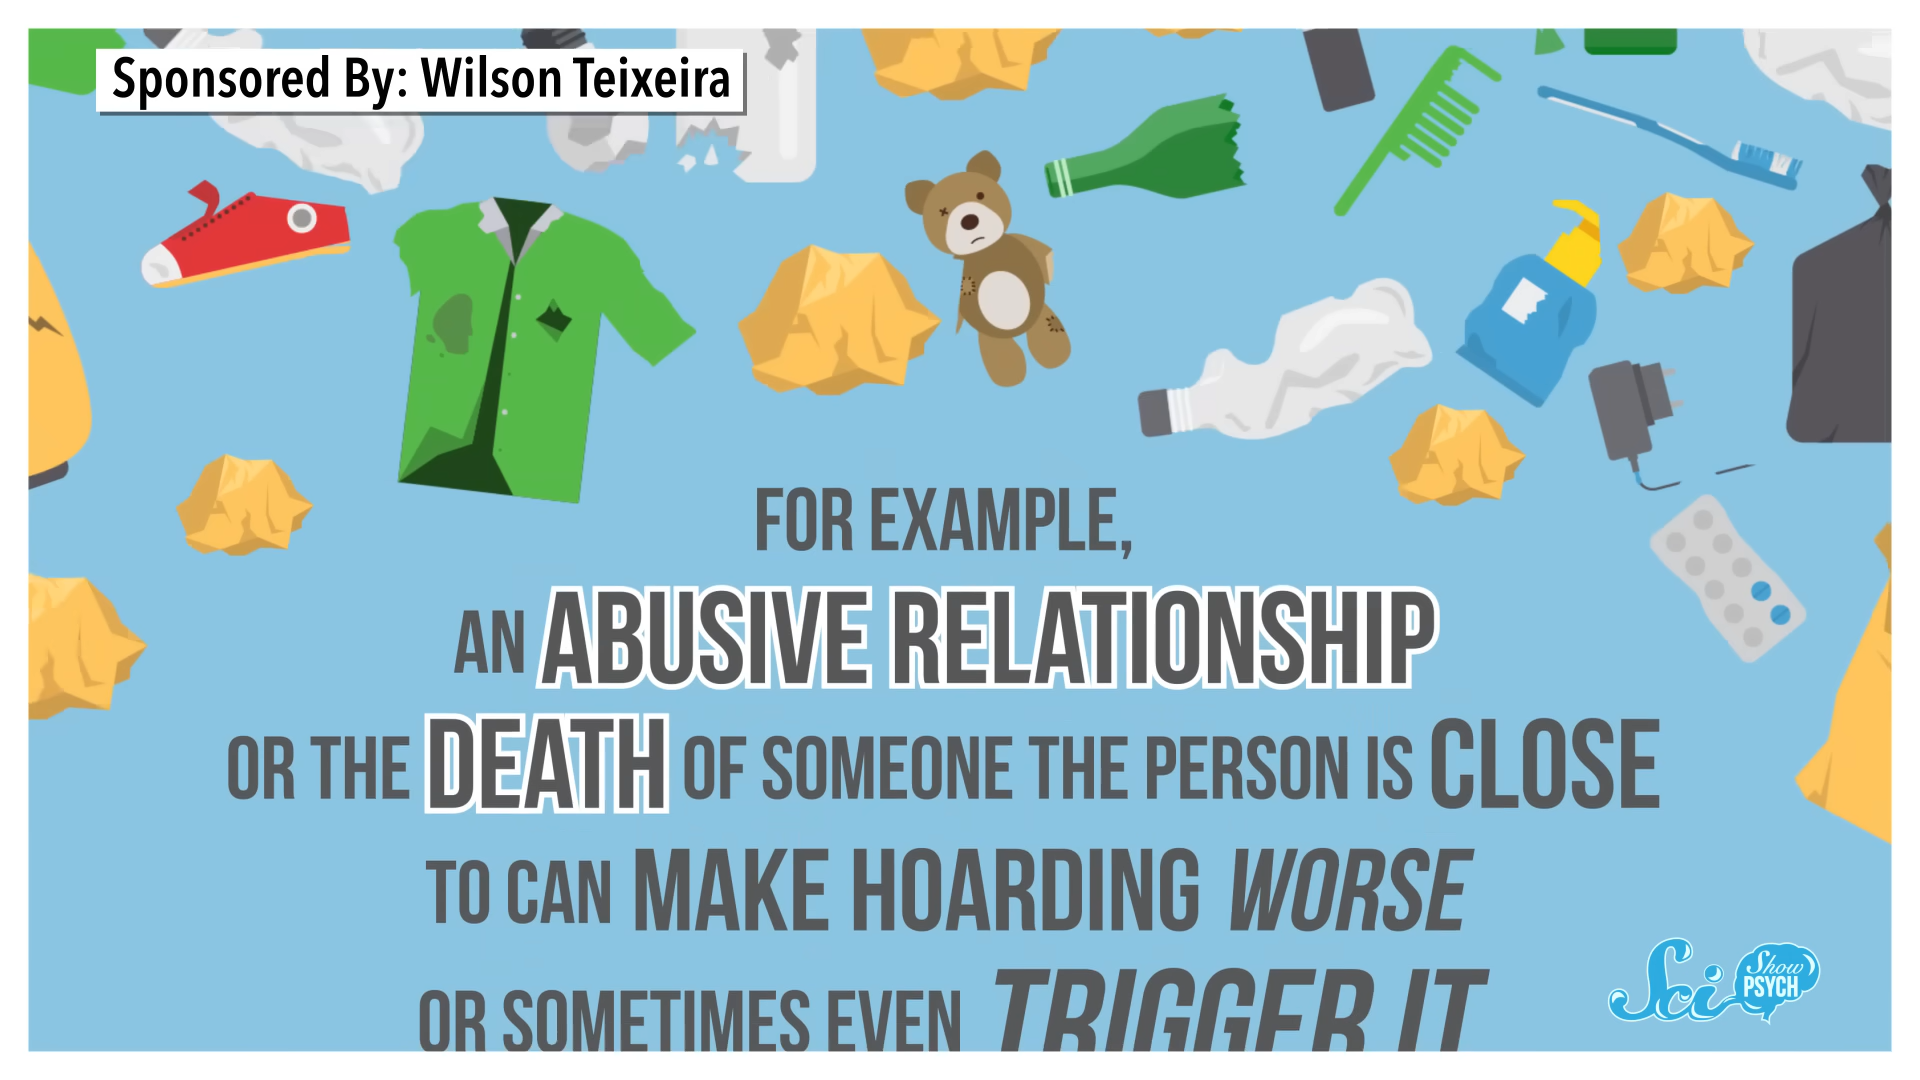 Sponsored By: Wilson Teixeira
FOR EXAMPLE,
AN ABUSIVE RELATIONSHIP
OR THE DEATH OF SOMEONE THE PERSON IS CLOSE
TO CAN MAKE HOARDING WORSE
OR SOMETIMES EVEN TRIGGER IT
Sci Show
PSYCH